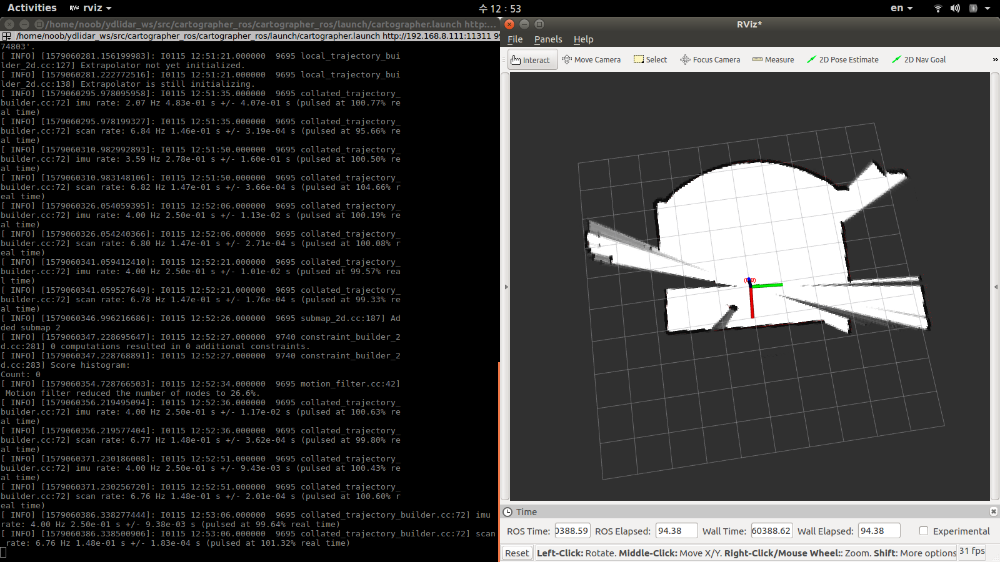 Activities
rviz
수 12 : 53
en
/home/noob/ydlidar_ws/src/cartographer_ros/cartographer_ros/launch/cartographer.launch http:...
/home/noob/ydlidar_ws/src/cartographer_ros/cartographer_ros/launch/cartographer.launch http://192.168.8.111:11311 9
74803'.
[ INFO] [1579060281.156199983]: I0115 12:51:21.000000  9695 local_trajectory_bui
lder_2d.cc:127] Extrapolator not yet initialized.
[ INFO] [1579060281.222772516]: I0115 12:51:21.000000  9695 local_trajectory_bui
lder_2d.cc:138] Extrapolator is still initializing.
[ INFO] [1579060295.978095958]: I0115 12:51:35.000000  9695 collated_trajectory_
builder.cc:72] imu rate: 2.07 Hz 4.83e-01 s +/- 4.07e-01 s (pulsed at 100.77% re
al time)
[ INFO] [1579060295.978199327]: I0115 12:51:35.000000  9695 collated_trajectory_
builder.cc:72] scan rate: 6.84 Hz 1.46e-01 s +/- 3.19e-04 s (pulsed at 95.66% re
al time)
[ INFO] [1579060310.982992893]: I0115 12:51:50.000000  9695 collated_trajectory_
builder.cc:72] imu rate: 3.59 Hz 2.78e-01 s +/- 1.60e-01 s (pulsed at 100.50% re
al time)
[ INFO] [1579060310.983148106]: I0115 12:51:50.000000  9695 collated_trajectory_
builder.cc:72] scan rate: 6.82 Hz 1.47e-01 s +/- 3.66e-04 s (pulsed at 104.66% r
eal time)
[ INFO] [1579060326.054059395]: I0115 12:52:06.000000  9695 collated_trajectory_
builder.cc:72] imu rate: 4.00 Hz 2.50e-01 s +/- 1.13e-02 s (pulsed at 100.19% re
al time)
[ INFO] [1579060326.054240366]: I0115 12:52:06.000000  9695 collated_trajectory_
builder.cc:72] scan rate: 6.80 Hz 1.47e-01 s +/- 2.71e-04 s (pulsed at 100.08% r
eal time)
[ INFO] [1579060341.059412410]: I0115 12:52:21.000000  9695 collated_trajectory_
builder.cc:72] imu rate: 4.00 Hz 2.50e-01 s +/- 1.01e-02 s (pulsed at 99.57% rea
l time)
[ INFO] [1579060341.059527649]: I0115 12:52:21.000000  9695 collated_trajectory_
builder.cc:72] scan rate: 6.78 Hz 1.47e-01 s +/- 1.76e-04 s (pulsed at 99.33% re
al time)
[ INFO] [1579060346.996216686]: I0115 12:52:26.000000  9695 submap_2d.cc:187] Ad
ded submap 2
[ INFO] [1579060347.228695647]: I0115 12:52:27.000000  9740 constraint_builder_2
d.cc:281] 0 computations resulted in 0 additional constraints.
[ INFO] [1579060347.228768891]: I0115 12:52:27.000000  9740 constraint_builder_2
d.cc:283] Score histogram:
Count: 0
[ INFO] [1579060354.728766503]: I0115 12:52:34.000000  9695 motion_filter.cc:42]
 Motion filter reduced the number of nodes to 26.6%.
[ INFO] [1579060356.219495094]: I0115 12:52:36.000000  9695 collated_trajectory_
builder.cc:72] imu rate: 4.00 Hz 2.50e-01 s +/- 1.17e-02 s (pulsed at 100.63% re
al time)
[ INFO] [1579060356.219577404]: I0115 12:52:36.000000  9695 collated_trajectory_
builder.cc:72] scan rate: 6.77 Hz 1.48e-01 s +/- 3.62e-04 s (pulsed at 99.80% re
al time)
[ INFO] [1579060371.230186008]: I0115 12:52:51.000000  9695 collated_trajectory_
builder.cc:72] imu rate: 4.00 Hz 2.50e-01 s +/- 9.43e-03 s (pulsed at 100.43% re
al time)
[ INFO] [1579060371.230256720]: I0115 12:52:51.000000  9695 collated_trajectory_
builder.cc:72] scan rate: 6.76 Hz 1.48e-01 s +/- 2.01e-04 s (pulsed at 100.60% r
eal time)
[ INFO] [1579060386.338277444]: I0115 12:53:06.000000  9695 collated_trajectory_builder.cc:72] imu
rate: 4.00 Hz 2.50e-01 s +/- 9.38e-03 s (pulsed at 99.64% real time)
[ INFO] [1579060386.338500906]: I0115 12:53:06.000000  9695 collated_trajectory_builder.cc:72] scan
 rate: 6.76 Hz 1.48e-01 s +/- 1.83e-04 s (pulsed at 101.32% real time)
RViz*
File Panels Help
Interact Move Camera Select Focus Camera Measure 2D Pose Estimate 2D Nav Goal »
Time
ROS Time: 0388.59 ROS Elapsed: 94.38 Wall Time: 60388.62 Wall Elapsed: 94.38 Experimental
Reset Left-Click: Rotate. Middle-Click: Move X/Y. Right-Click/Mouse Wheel:: Zoom. Shift: More options 31 fps